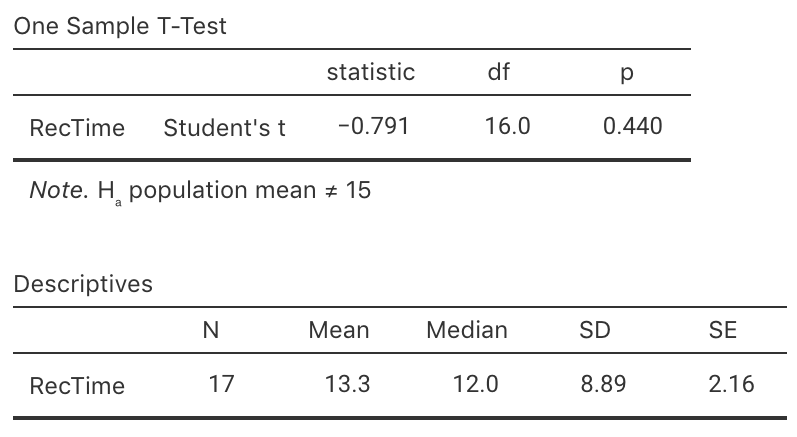 One Sample T-Test
statistic df p
RecTime Student's t −0.791 16.0 0.440
Note. Hₐ population mean ≠ 15
Descriptives
N Mean Median SD SE
RecTime 17 13.3 12.0 8.89 2.16